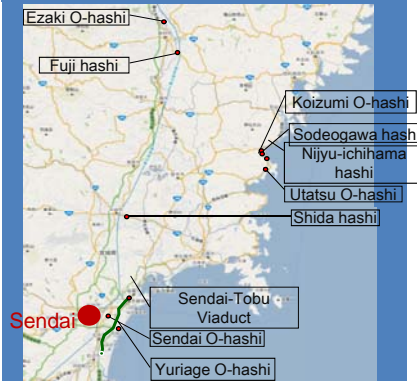 Ezaki O-hashi
Fuji hashi
Koizumi O-hashi
Sodeogawa hash
Nijyu-ichihama
hashi
Utatsu O-hashi
Shida hashi
Sendai-Tobu
Viaduct
Sendai
Sendai O-hashi
Yuriage O-hashi